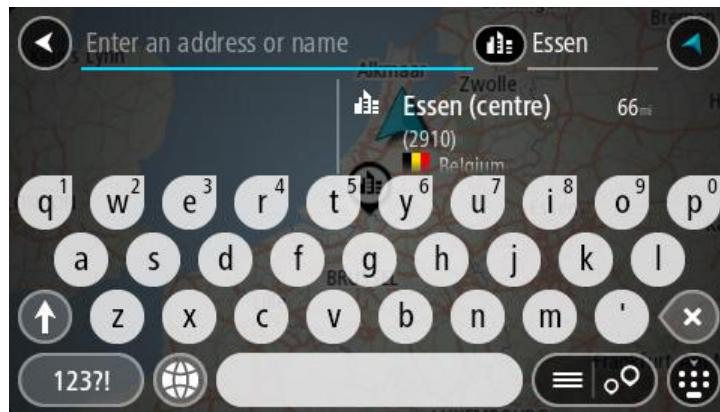 Enter an address or name
Essen
Alkmaar
Zwolle
Essen (centre)
66mi
(2910)
Belgium
q1 w2 e3 r4 t5 y6 u7 i8 o9 p0
a s d f g h j k l
z x c v b n m '
123?!